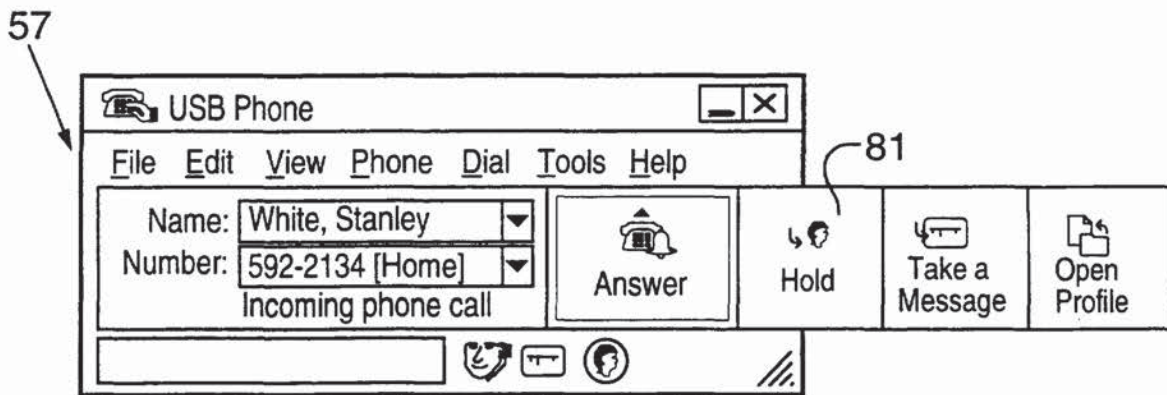 57
USB Phone
File Edit View Phone Dial Tools Help
81
Name: White, Stanley
Number: 592-2134 [Home]
Incoming phone call
Answer
Hold
Take a
Message
Open
Profile